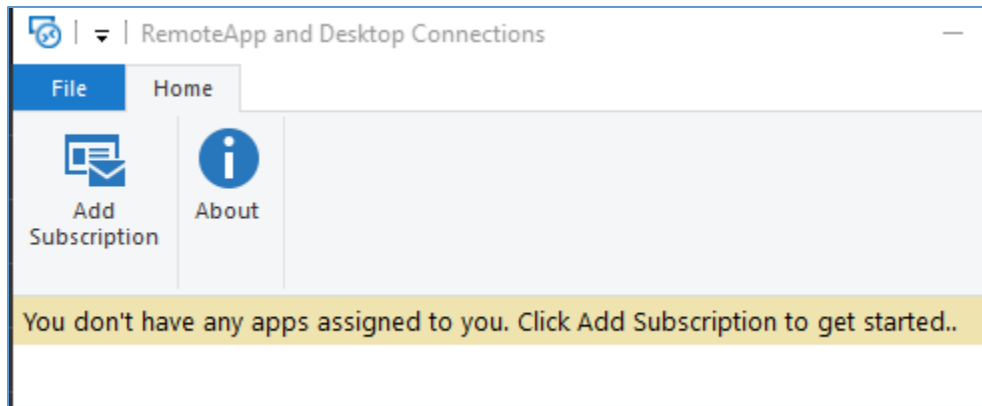 RemoteApp and Desktop Connections
File Home
Add
Subscription
About
You don't have any apps assigned to you. Click Add Subscription to get started..